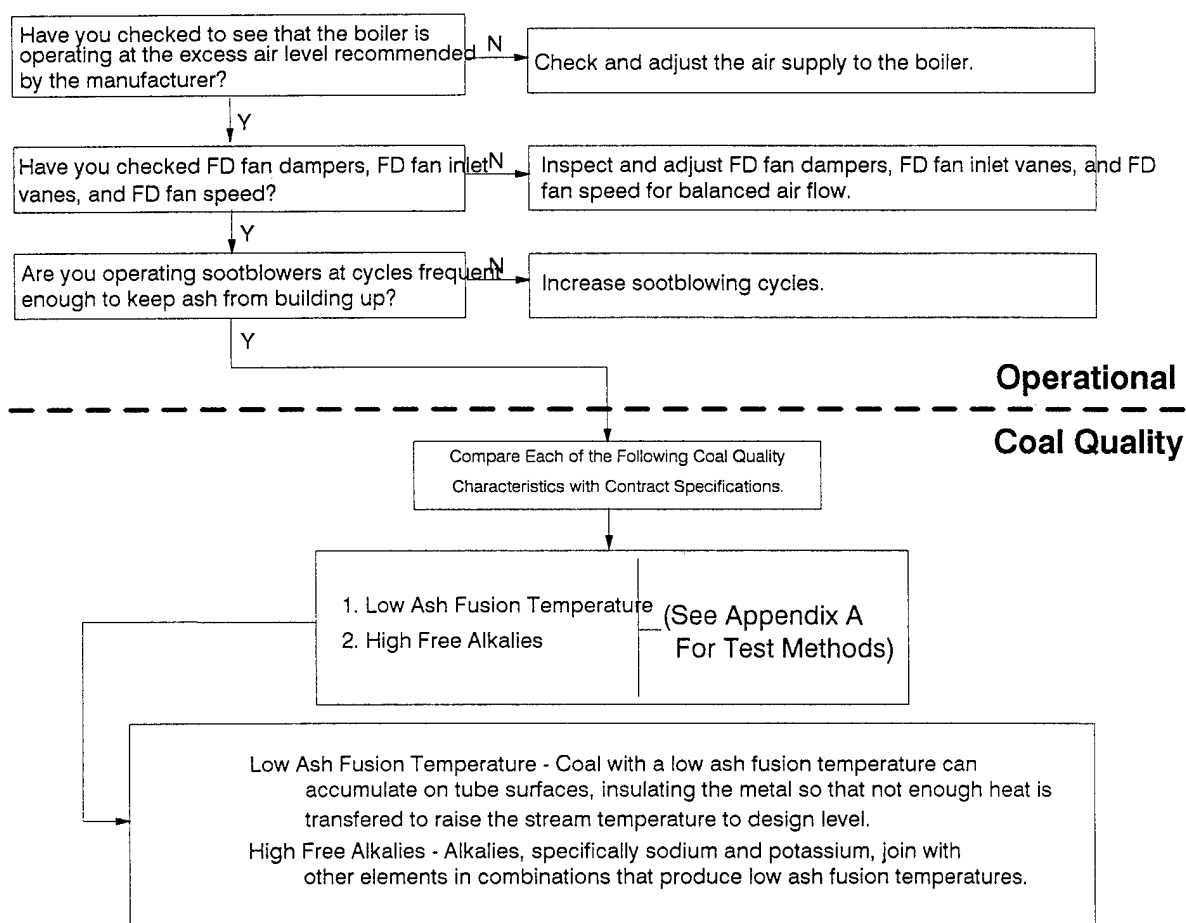 Have you checked to see that the boiler is
operating at the excess air level recommended
by the manufacturer?
N
Check and adjust the air supply to the boiler.
Y
Have you checked FD fan dampers, FD fan inlet
vanes, and FD fan speed?
N
Inspect and adjust FD fan dampers, FD fan inlet vanes, and FD
fan speed for balanced air flow.
Y
Are you operating sootblowers at cycles frequent
enough to keep ash from building up?
N
Increase sootblowing cycles.
Y
Operational
Coal Quality
Compare Each of the Following Coal Quality
Characteristics with Contract Specifications.
1. Low Ash Fusion Temperature
2. High Free Alkalies
(See Appendix A
For Test Methods)
Low Ash Fusion Temperature - Coal with a low ash fusion temperature can
accumulate on tube surfaces, insulating the metal so that not enough heat is
transfered to raise the stream temperature to design level.
High Free Alkalies - Alkalies, specifically sodium and potassium, join with
other elements in combinations that produce low ash fusion temperatures.